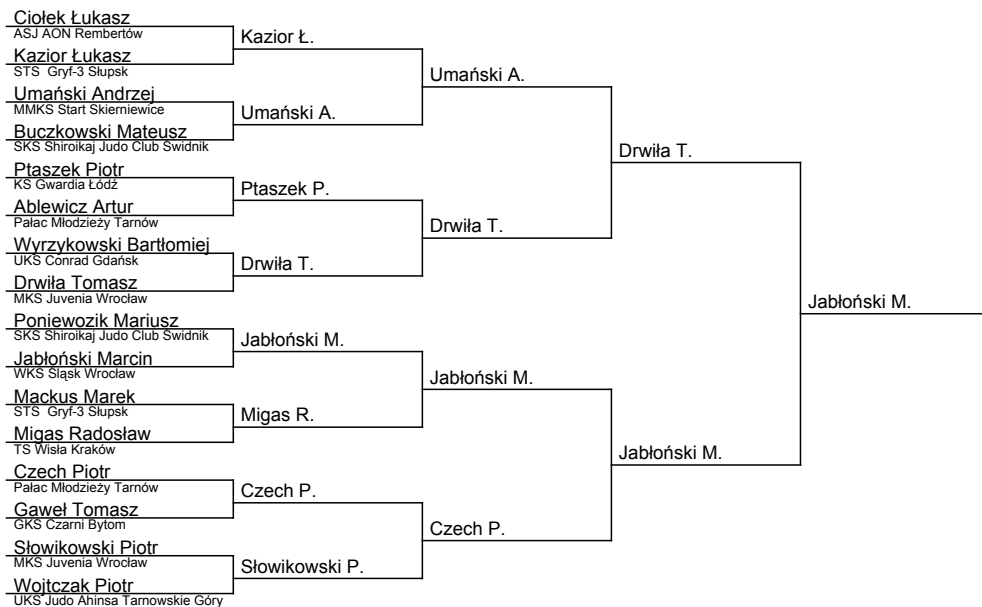 Ciołek Łukasz
ASJ AON Rembertów
Kazior Ł.
Kazior Łukasz
STS Gryf-3 Słupsk
Umański A.
Umański Andrzej
MMKS Start Skierniewice
Umański A.
Buczkowski Mateusz
SKS Shiroikaj Judo Club Świdnik
Drwiła T.
Ptaszek Piotr
KS Gwardia Łódź
Ptaszek P.
Ablewicz Artur
Pałac Młodzieży Tarnów
Drwiła T.
Wyrzykowski Bartłomiej
UKS Conrad Gdańsk
Drwiła T.
Drwiła Tomasz
MKS Juvenia Wrocław
Jabłoński M.
Poniewozik Mariusz
SKS Shiroikaj Judo Club Świdnik
Jabłoński M.
Jabłoński Marcin
WKS Śląsk Wrocław
Jabłoński M.
Mackus Marek
STS Gryf-3 Słupsk
Migas R.
Migas Radosław
TS Wisła Kraków
Jabłoński M.
Czech Piotr
Pałac Młodzieży Tarnów
Czech P.
Gaweł Tomasz
GKS Czarni Bytom
Czech P.
Słowikowski Piotr
MKS Juvenia Wrocław
Słowikowski P.
Wojtczak Piotr
UKS Judo Ahinsa Tarnowskie Góry